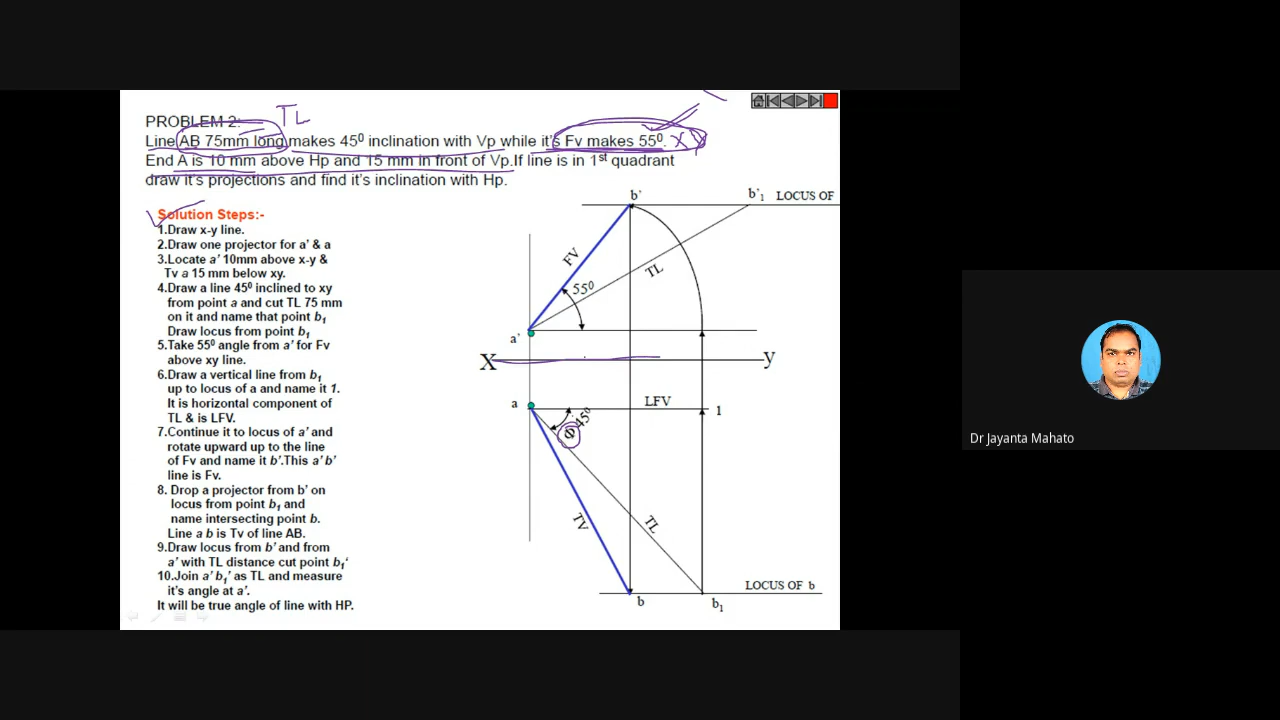 PROBLEM 2:
TL
Line AB 75mm long makes 45⁰ inclination with Vp while it's Fv makes 55⁰. XY
End A is 10 mm above Hp and 15 mm in front of Vp.If line is in 1st quadrant
draw it's projections and find it's inclination with Hp.
Solution Steps:-
1.Draw x-y line.
2.Draw one projector for a' & a
3.Locate a' 10mm above x-y &
Tv a 15 mm below xy.
4.Draw a line 45⁰ inclined to xy
from point a and cut TL 75 mm
on it and name that point b₁
Draw locus from point b₁
5.Take 55⁰ angle from a' for Fv
above xy line.
6.Draw a vertical line from b₁
up to locus of a and name it 1.
It is horizontal component of
TL & is LFV.
7.Continue it to locus of a' and
rotate upward up to the line
of Fv and name it b'.This a' b'
line is Fv.
8. Drop a projector from b' on
locus from point b₁ and
name intersecting point b.
Line a b is Tv of line AB.
9.Draw locus from b' and from
a' with TL distance cut point b₁'
10.Join a' b₁' as TL and measure
it's angle at a'.
It will be true angle of line with HP.
b'
b'₁
LOCUS OF
FV
TL
55⁰
a'
X
y
a
LFV
1
Φ
45⁰
TV
TL
LOCUS OF b
b
b₁
Dr Jayanta Mahato